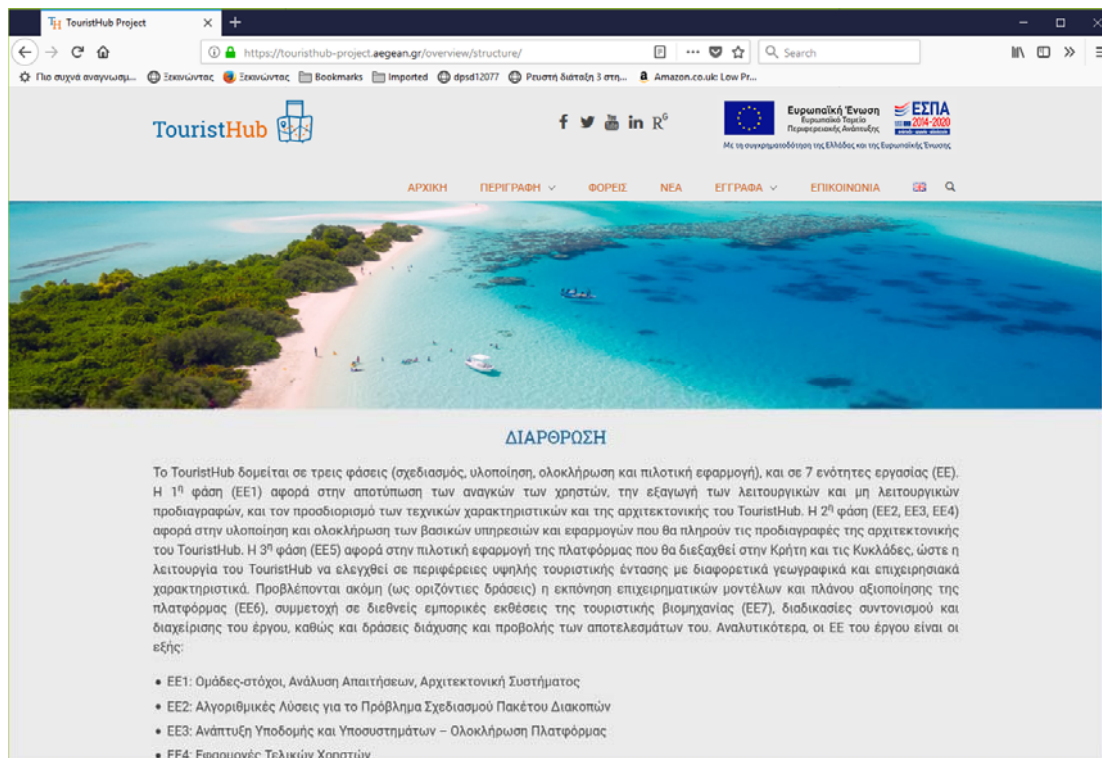 TH TouristHub Project
https://touristhub-project.aegean.gr/overview/structure/
Search
Πιο συχνά αναγνωσμ... Ξεκινώντας Ξεκινώντας Bookmarks Imported dpsd12077 Ρευστή διάταξη 3 στη... Amazon.co.uk: Low Pr...
TouristHub
f in R^G
Ευρωπαϊκή Ένωση
Ευρωπαϊκό Ταμείο
Περιφερειακής Ανάπτυξης
ΕΣΠΑ
2014-2020
Με τη συγχρηματοδότηση της Ελλάδας και της Ευρωπαϊκής Ένωσης
ΑΡΧΙΚΗ ΠΕΡΙΓΡΑΦΗ ΦΟΡΕΙΣ ΝΕΑ ΕΓΓΡΑΦΑ ΕΠΙΚΟΙΝΩΝΙΑ
ΔΙΑΡΘΡΩΣΗ
Το TouristHub δομείται σε τρεις φάσεις (σχεδιασμός, υλοποίηση, ολοκλήρωση και πιλοτική εφαρμογή), και σε 7 ενότητες εργασίας (ΕΕ).
Η 1η φάση (ΕΕ1) αφορά στην αποτύπωση των αναγκών των χρηστών, την εξαγωγή των λειτουργικών και μη λειτουργικών
προδιαγραφών, και τον προσδιορισμό των τεχνικών χαρακτηριστικών και της αρχιτεκτονικής του TouristHub. Η 2η φάση (ΕΕ2, ΕΕ3, ΕΕ4)
αφορά στην υλοποίηση και ολοκλήρωση των βασικών υπηρεσιών και εφαρμογών που θα πληρούν τις προδιαγραφές της αρχιτεκτονικής
του TouristHub. Η 3η φάση (ΕΕ5) αφορά στην πιλοτική εφαρμογή της πλατφόρμας που θα διεξαχθεί στην Κρήτη και τις Κυκλάδες, ώστε η
λειτουργία του TouristHub να ελεγχθεί σε περιφέρειες υψηλής τουριστικής έντασης με διαφορετικά γεωγραφικά και επιχειρησιακά
χαρακτηριστικά. Προβλέπονται ακόμη (ως οριζόντιες δράσεις) η εκπόνηση επιχειρηματικών μοντέλων και πλάνου αξιοποίησης της
πλατφόρμας (ΕΕ6), συμμετοχή σε διεθνείς εμπορικές εκθέσεις της τουριστικής βιομηχανίας (ΕΕ7), διαδικασίες συντονισμού και
διαχείρισης του έργου, καθώς και δράσεις διάχυσης και προβολής των αποτελεσμάτων του. Αναλυτικότερα, οι ΕΕ του έργου είναι οι
εξής:
• ΕΕ1: Ομάδες-στόχοι, Ανάλυση Απαιτήσεων, Αρχιτεκτονική Συστήματος
• ΕΕ2: Αλγοριθμικές Λύσεις για το Πρόβλημα Σχεδιασμού Πακέτου Διακοπών
• ΕΕ3: Ανάπτυξη Υποδομής και Υποσυστημάτων – Ολοκλήρωση Πλατφόρμας
• ΕΕ4: Εφαρμογές Τελικών Χρηστών